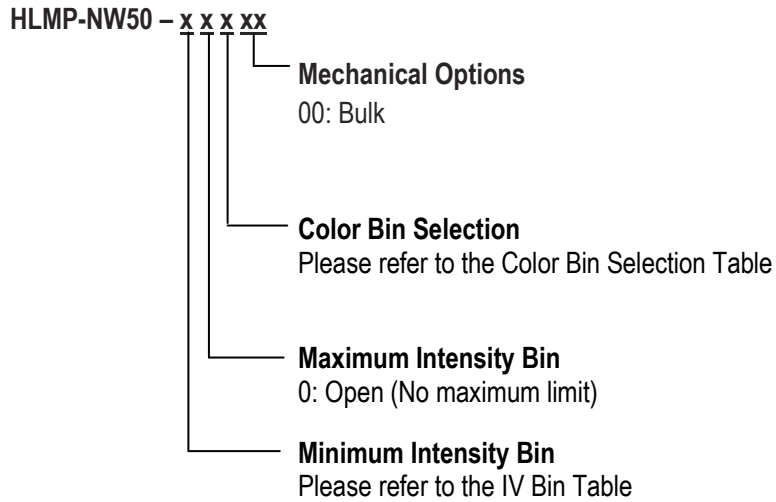 HLMP-NW50 – x x x xx
Mechanical Options
00: Bulk
Color Bin Selection
Please refer to the Color Bin Selection Table
Maximum Intensity Bin
0: Open (No maximum limit)
Minimum Intensity Bin
Please refer to the IV Bin Table